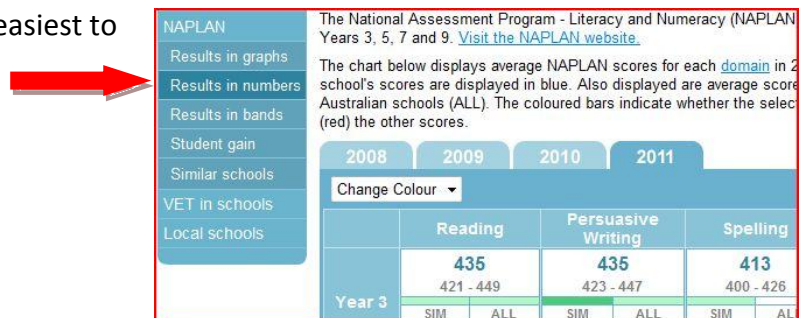 easiest to
NAPLAN
Results in graphs
Results in numbers
Results in bands
Student gain
Similar schools
VET in schools
Local schools
The National Assessment Program - Literacy and Numeracy (NAPLAN
Years 3, 5, 7 and 9. Visit the NAPLAN website.
The chart below displays average NAPLAN scores for each domain in 2
school's scores are displayed in blue. Also displayed are average score
Australian schools (ALL). The coloured bars indicate whether the selec
(red) the other scores.
2008 2009 2010 2011
Change Colour
Reading Persuasive Writing Spelling
Year 3
435 435 413
421 - 449 423 - 447 400 - 426
SIM ALL SIM ALL SIM AL